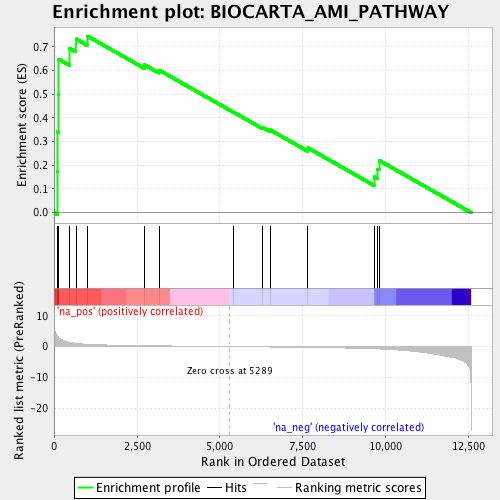 Enrichment plot: BIOCARTA_AMI_PATHWAY
Enrichment score (ES)
0.7
0.6
0.5
0.4
0.3
0.2
0.1
0.0
'na_pos' (positively correlated)
Ranked list metric (PreRanked)
10
0
-10
-20
Zero cross at 5289
'na_neg' (negatively correlated)
0
2,500
5,000
7,500
10,000
12,500
Rank in Ordered Dataset
Enrichment profile
Hits
Ranking metric scores